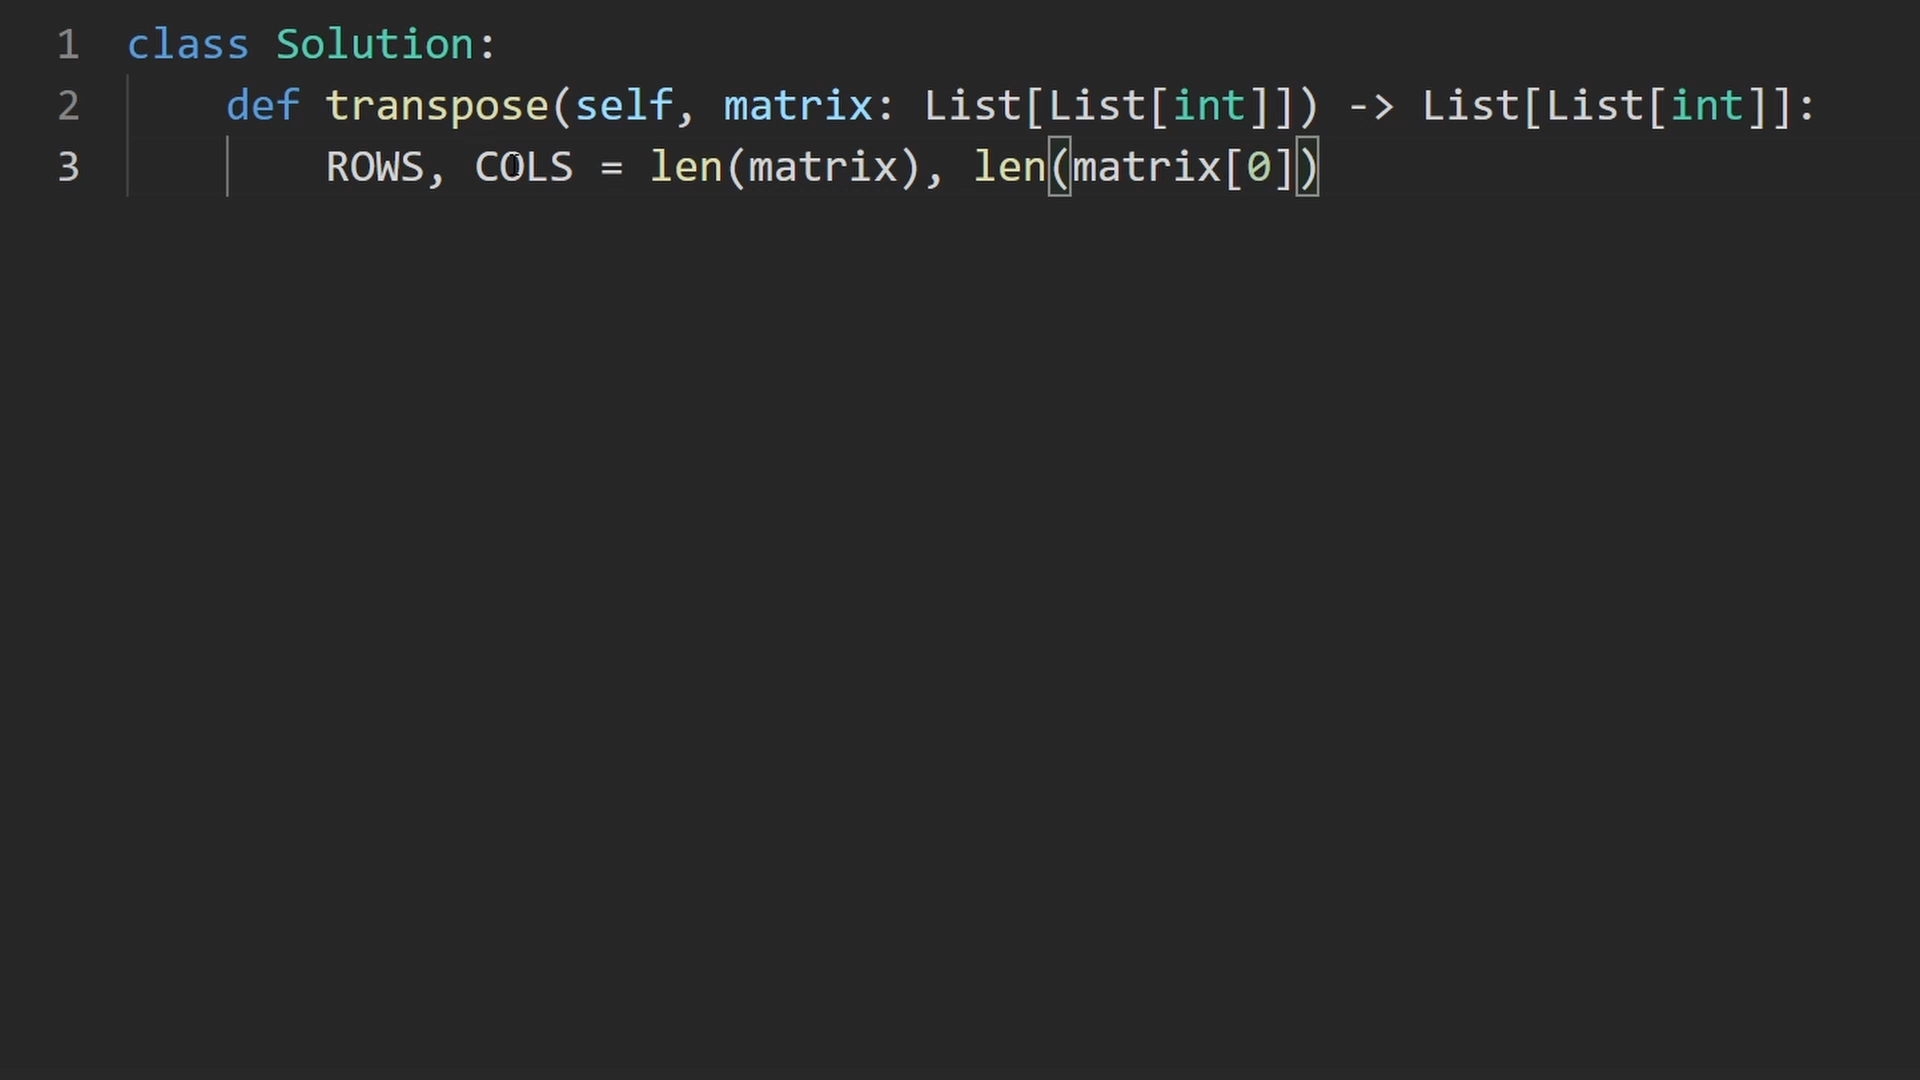 1 class Solution:
2 def transpose(self, matrix: List[List[int]]) -> List[List[int]]:
3 ROWS, COLS = len(matrix), len(matrix[0])